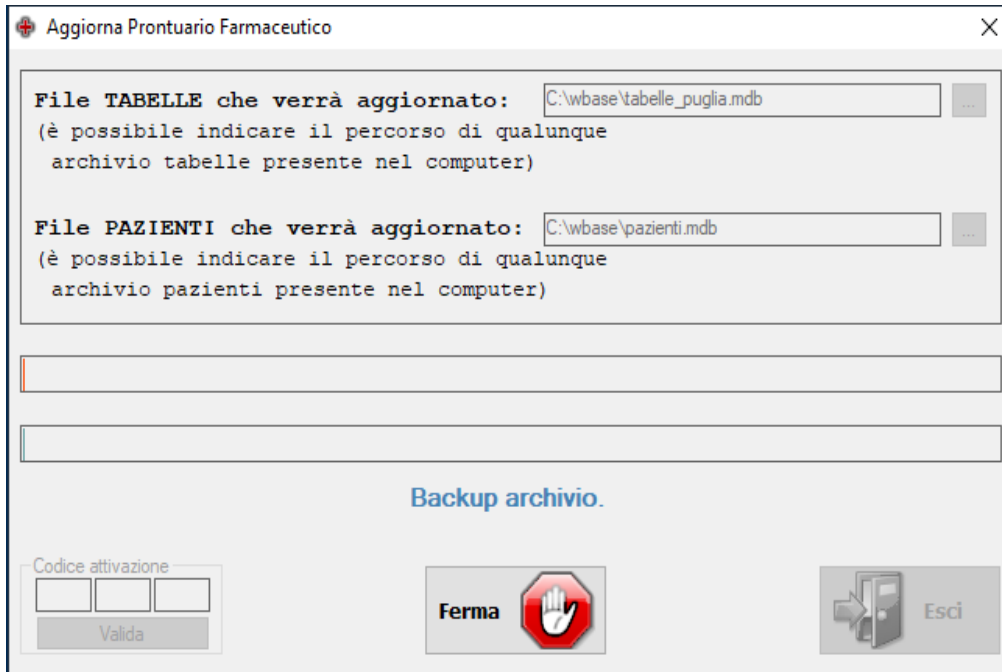 Aggiorna Prontuario Farmaceutico
File TABELLE che verrà aggiornato: C:\wbase\tabelle_puglia.mdb ...
(è possibile indicare il percorso di qualunque
archivio tabelle presente nel computer)
File PAZIENTI che verrà aggiornato: C:\wbase\pazienti.mdb ...
(è possibile indicare il percorso di qualunque
archivio pazienti presente nel computer)
Backup archivio.
Codice attivazione
Valida
Ferma
Esci